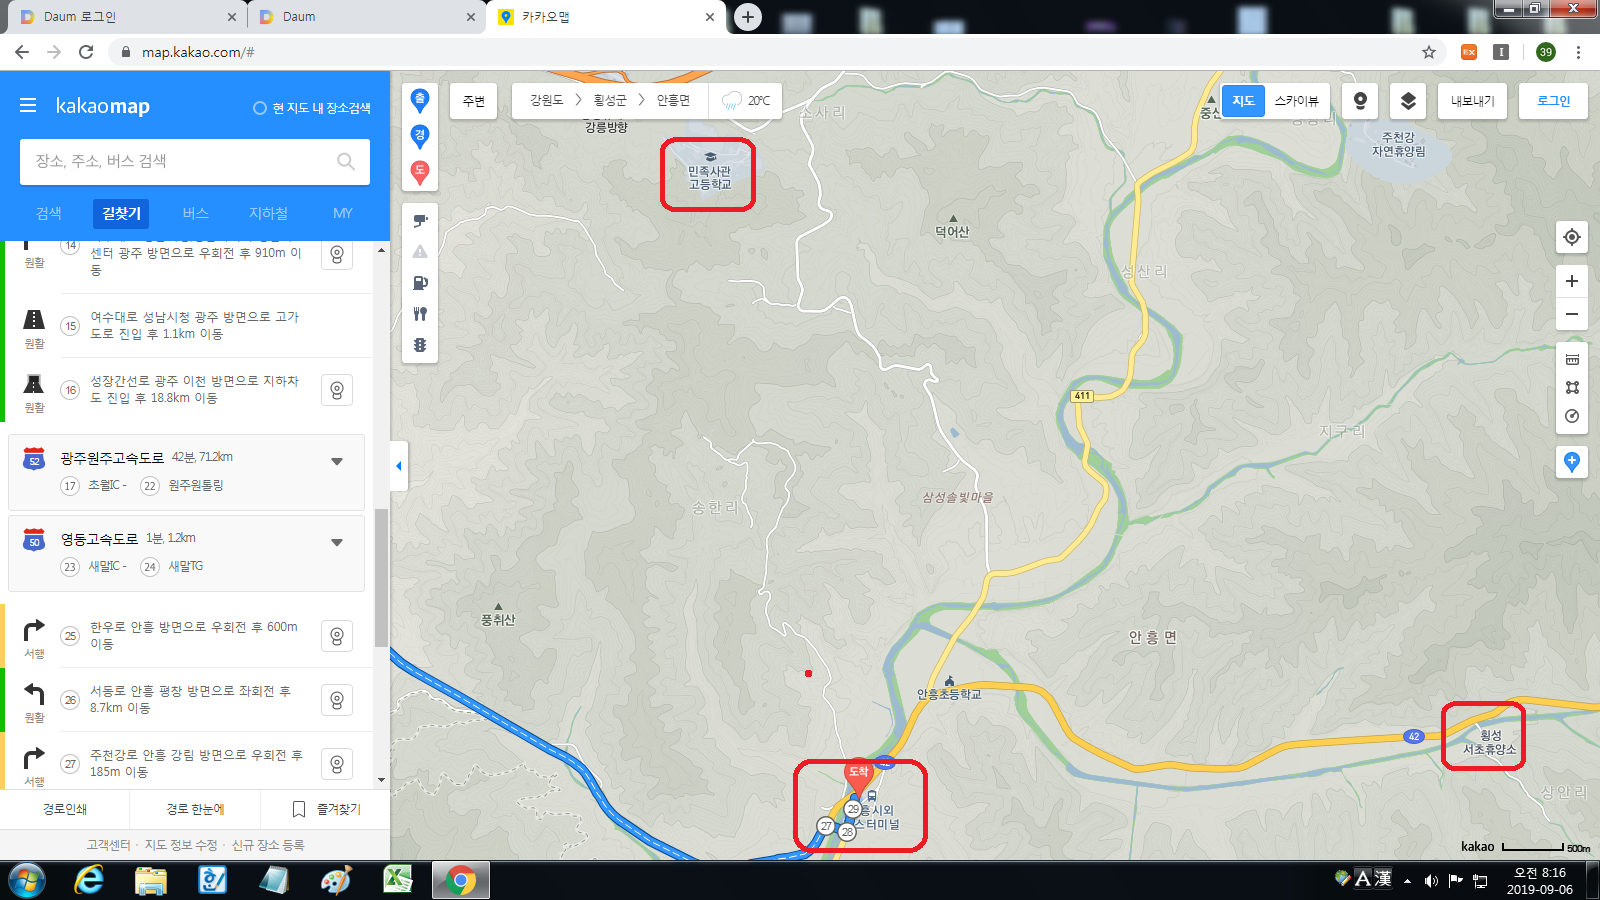 Daum 로그인
Daum
카카오맵
map.kakao.com/#
39
kakaomap
현 지도 내 장소검색
장소, 주소, 버스 검색
검색
길찾기
버스
지하철
MY
14
원활
센터 광주 방면으로 우회전 후 910m 이
동
15
원활
여수대로 성남시청 광주 방면으로 고가
도로 진입 후 1.1km 이동
16
원활
성장간선로 광주 이천 방면으로 지하차
도 진입 후 18.8km 이동
52
광주원주고속도로 42분, 71.2km
17 초월IC - 22 원주원톨링
50
영동고속도로 1분, 1.2km
23 새말IC - 24 새말TG
25
서행
한우로 안흥 방면으로 우회전 후 600m
이동
26
원활
서동로 안흥 평창 방면으로 좌회전 후
8.7km 이동
27
서행
주천강로 안흥 강림 방면으로 우회전 후
185m 이동
경로인쇄
경로 한눈에
즐겨찾기
고객센터 · 지도 정보 수정 · 신규 장소 등록
출
경
도
주변
강원도
횡성군
안흥면
20℃
지도
스카이뷰
내보내기
로그인
강릉방향
소사리
민족사관
고등학교
주천강
자연휴양림
덕어산
성산리
411
지구리
삼성솔빛마을
송한리
풍취산
안흥면
안흥초등학교
42
횡성
서초휴양소
상안리
42
도착
29
27
28
흥시외
스터미널
kakao
500m
A 漢
오전 8:16
2019-09-06